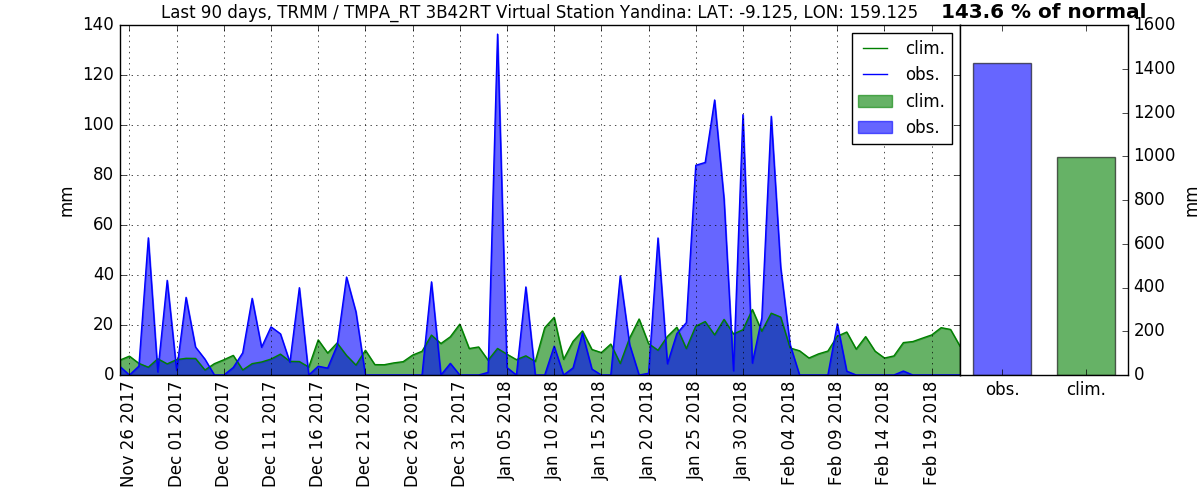 Last 90 days, TRMM / TMPA_RT 3B42RT Virtual Station Yandina: LAT: -9.125, LON: 159.125
143.6 % of normal
140
120
100
80
60
40
20
0
mm
clim.
obs.
clim.
obs.
1600
1400
1200
1000
800
600
400
200
0
mm
Nov 26 2017
Dec 01 2017
Dec 06 2017
Dec 11 2017
Dec 16 2017
Dec 21 2017
Dec 26 2017
Dec 31 2017
Jan 05 2018
Jan 10 2018
Jan 15 2018
Jan 20 2018
Jan 25 2018
Jan 30 2018
Feb 04 2018
Feb 09 2018
Feb 14 2018
Feb 19 2018
obs.
clim.